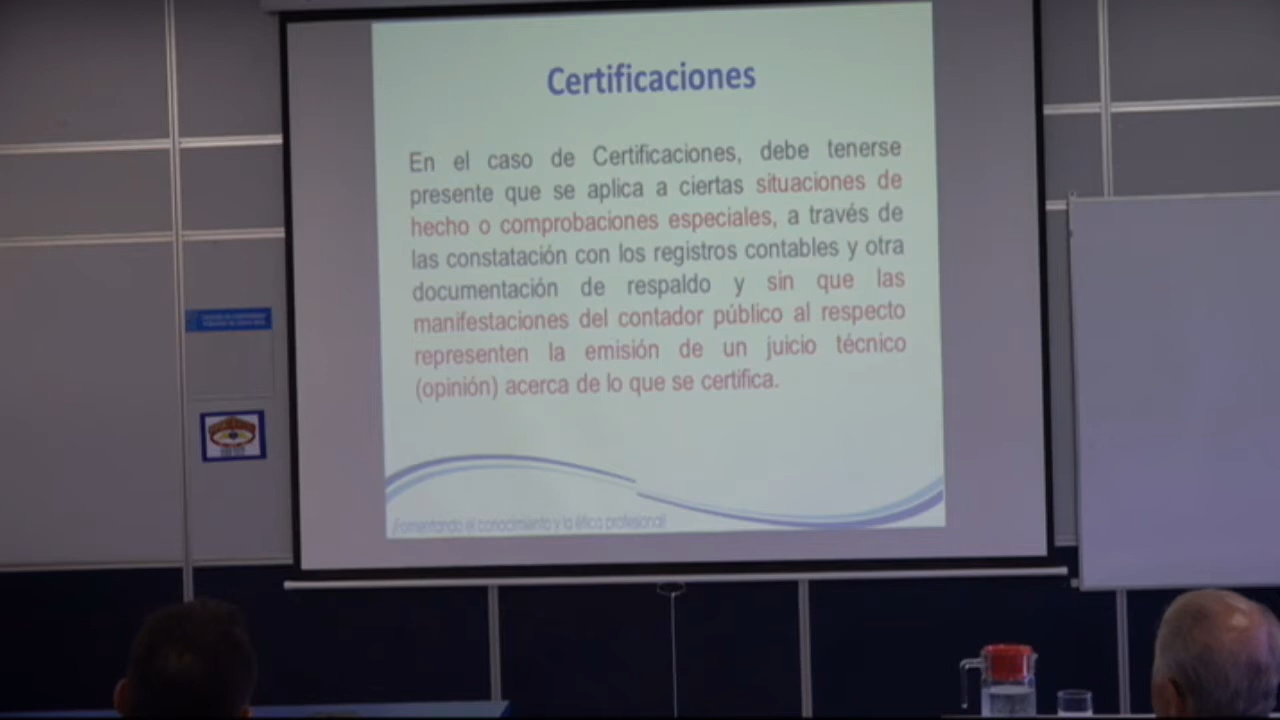 Certificaciones
En el caso de Certificaciones, debe tenerse
presente que se aplica a ciertas situaciones de
hecho o comprobaciones especiales, a través de
las constatación con los registros contables y otra
documentación de respaldo y sin que las
manifestaciones del contador público al respecto
representen la emisión de un juicio técnico
(opinión) acerca de lo que se certifica.
¡Fomentando el conocimiento y la ética profesional!